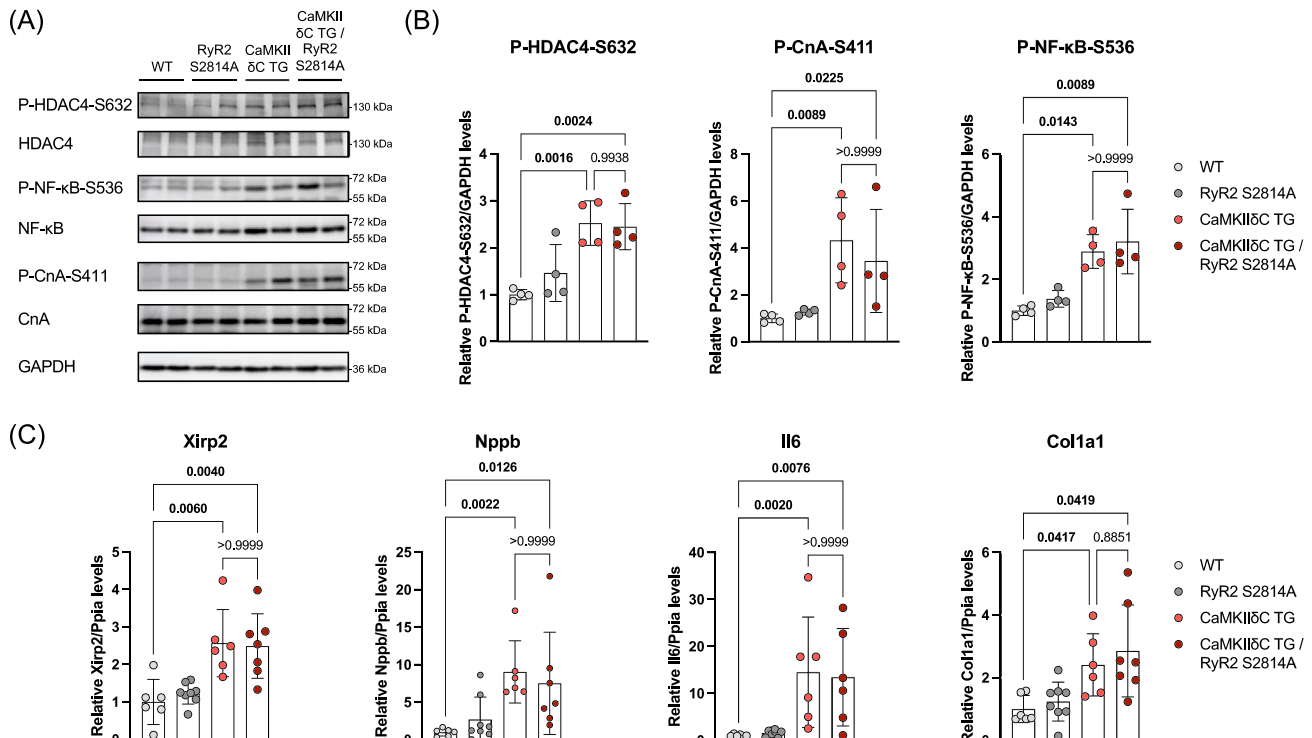 (A)
WT
RyR2
S2814A
CaMKII
δC TG
CaMKII
δC TG /
RyR2
S2814A
P-HDAC4-S632
130 kDa
HDAC4
130 kDa
P-NF-κB-S536
72 kDa
55 kDa
NF-κB
72 kDa
55 kDa
P-CnA-S411
72 kDa
55 kDa
CnA
72 kDa
55 kDa
GAPDH
36 kDa
(B)
P-HDAC4-S632
0.0024
0.0016
0.9938
Relative P-HDAC4-S632/GAPDH levels
4
3
2
1
0
P-CnA-S411
0.0225
0.0089
>0.9999
Relative P-CnA-S411/GAPDH levels
8
6
4
2
0
P-NF-κB-S536
0.0089
0.0143
>0.9999
Relative P-NF-κB-S536/GAPDH levels
6
4
2
0
WT
RyR2 S2814A
CaMKIIδC TG
CaMKIIδC TG /
RyR2 S2814A
(C)
Xirp2
0.0040
0.0060
>0.9999
Relative Xirp2/Ppia levels
5
4
3
2
1
Nppb
0.0126
0.0022
>0.9999
Relative Nppb/Ppia levels
25
20
15
10
5
Il6
0.0076
0.0020
>0.9999
Relative Il6/Ppia levels
40
30
20
10
Col1a1
0.0419
0.0417
0.8851
Relative Col1a1/Ppia levels
6
4
2
WT
RyR2 S2814A
CaMKIIδC TG
CaMKIIδC TG /
RyR2 S2814A